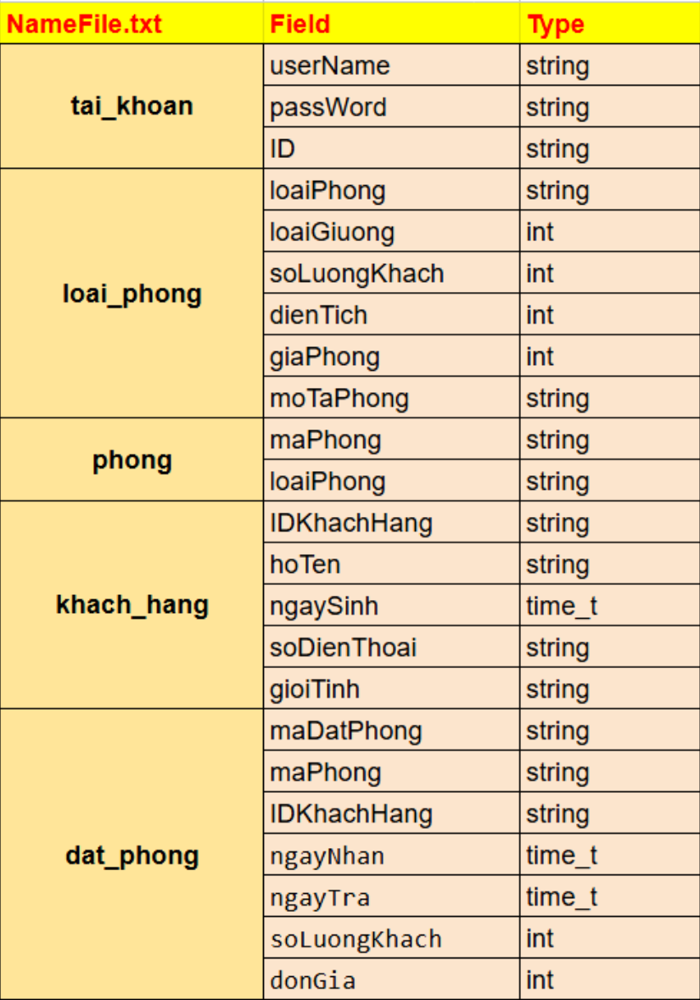 NameFile.txt Field Type
tai_khoan
userName string
passWord string
ID string
loai_phong
loaiPhong string
loaiGiuong int
soLuongKhach int
dienTich int
giaPhong int
moTaPhong string
phong
maPhong string
loaiPhong string
khach_hang
IDKhachHang string
hoTen string
ngaySinh time_t
soDienThoai string
gioiTinh string
dat_phong
maDatPhong string
maPhong string
IDKhachHang string
ngayNhan time_t
ngayTra time_t
soLuongKhach int
donGia int